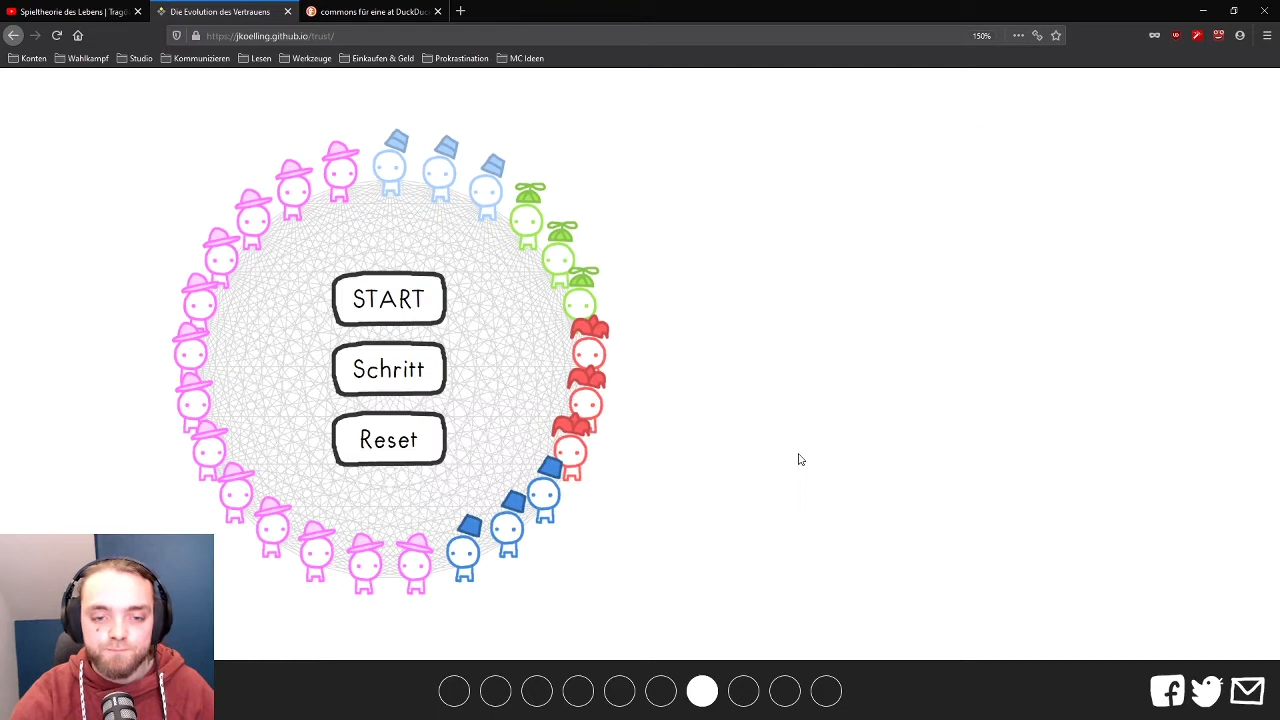 Spieltheorie des Lebens | Tragö
Die Evolution des Vertrauens
commons für eine at DuckDuc
https://jkoelling.github.io/trust/
150%
Konten
Wahlkampf
Studio
Kommunizieren
Lesen
Werkzeuge
Einkaufen & Geld
Prokrastination
MC Ideen
START
Schritt
Reset